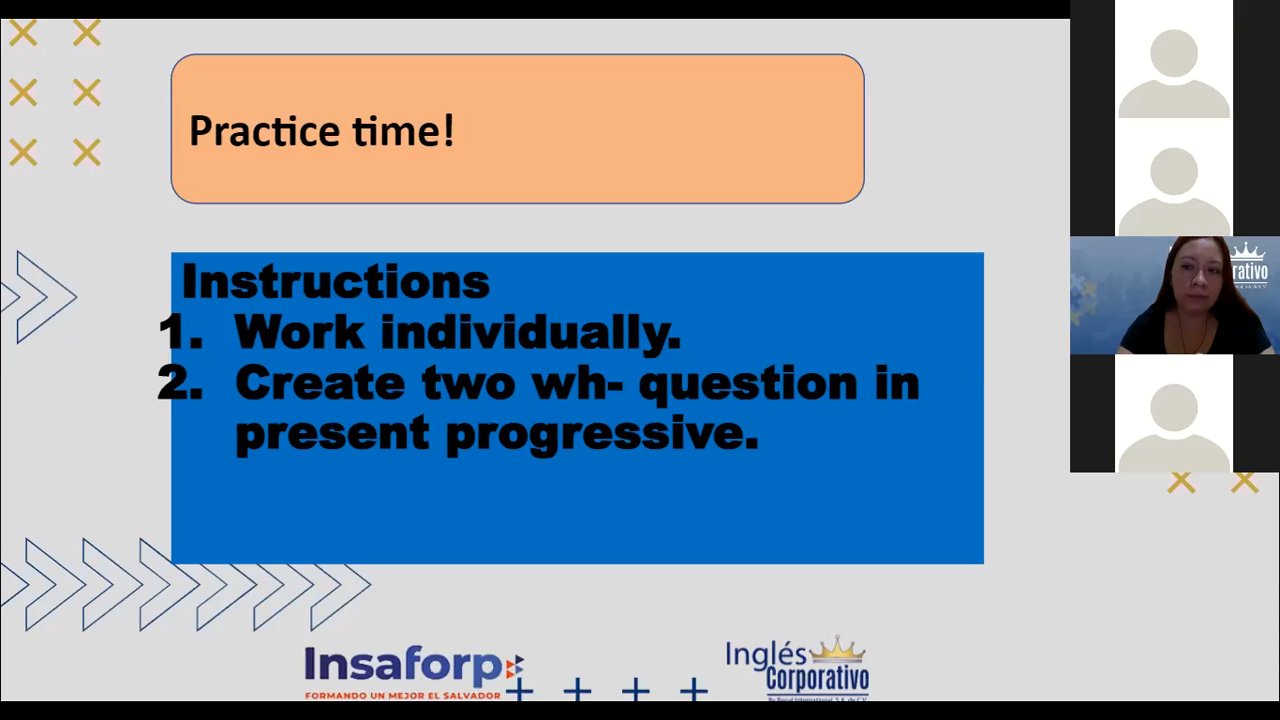 Practice time!
Instructions
1. Work individually.
2. Create two wh- question in
present progressive.
rativo
Insaforp
FORMANDO UN MEJOR EL SALVADOR
Inglés
Corporativo